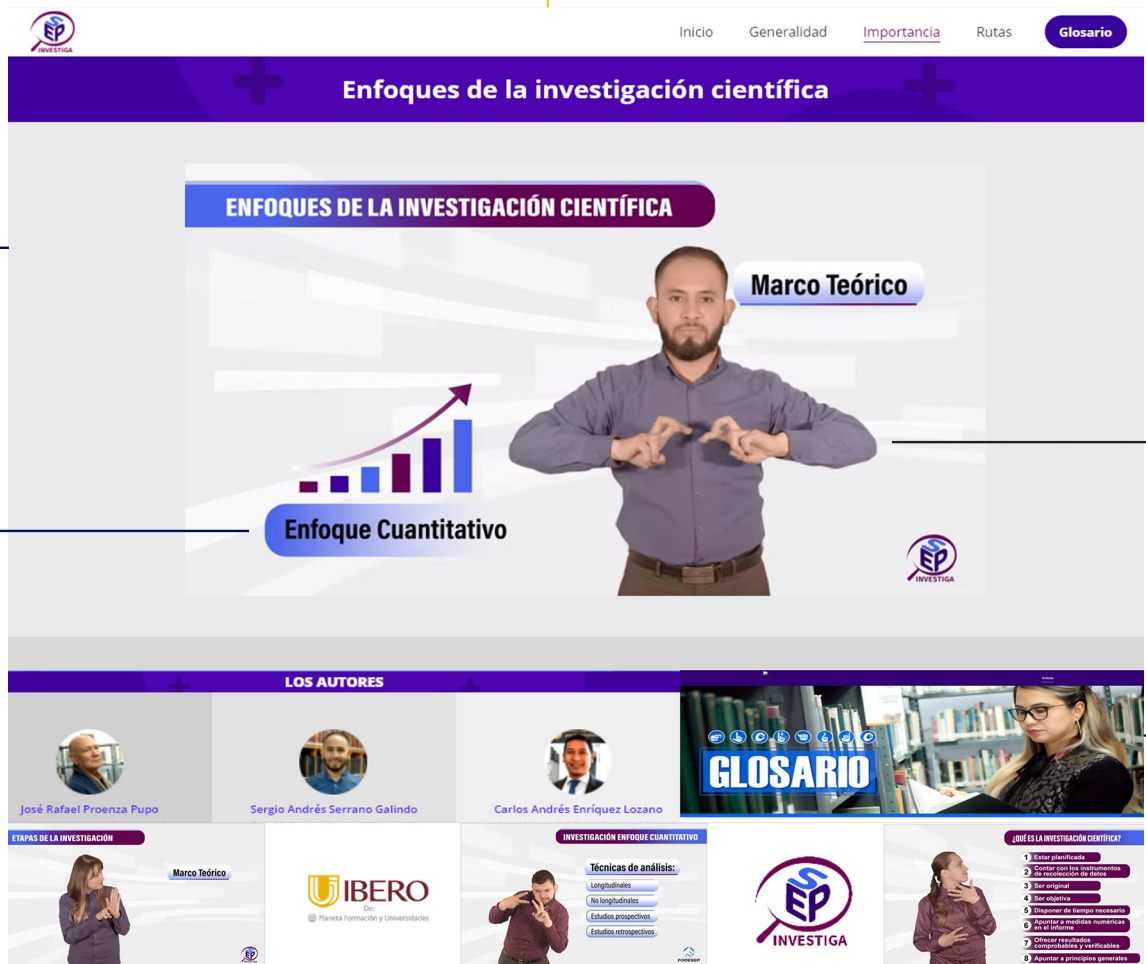 SEP
INVESTIGA
Inicio
Generalidad
Importancia
Rutas
Glosario
Enfoques de la investigación científica
ENFOQUES DE LA INVESTIGACIÓN CIENTÍFICA
Marco Teórico
Enfoque Cuantitativo
SEP
INVESTIGA
LOS AUTORES
José Rafael Proenza Pupo
Sergio Andrés Serrano Galindo
Carlos Andrés Enríquez Lozano
GLOSARIO
ETAPAS DE LA INVESTIGACIÓN
Marco Teórico
IBERO
De:
Planeta Formación y Universidades
INVESTIGACIÓN ENFOQUE CUANTITATIVO
Técnicas de análisis:
Longitudinales
No longitudinales
Estudios prospectivos
Estudios retrospectivos
FODESEP
SEP
INVESTIGA
¿QUÉ ES LA INVESTIGACIÓN CIENTÍFICA?
1 Estar planificada
2 Contar con los instrumentos
de recolección de datos
3 Ser original
4 Ser objetiva
5 Disponer de tiempo necesario
6 Apuntar a medidas numéricas
en el informe
7 Ofrecer resultados
comprobables y verificables
8 Apuntar a principios generales